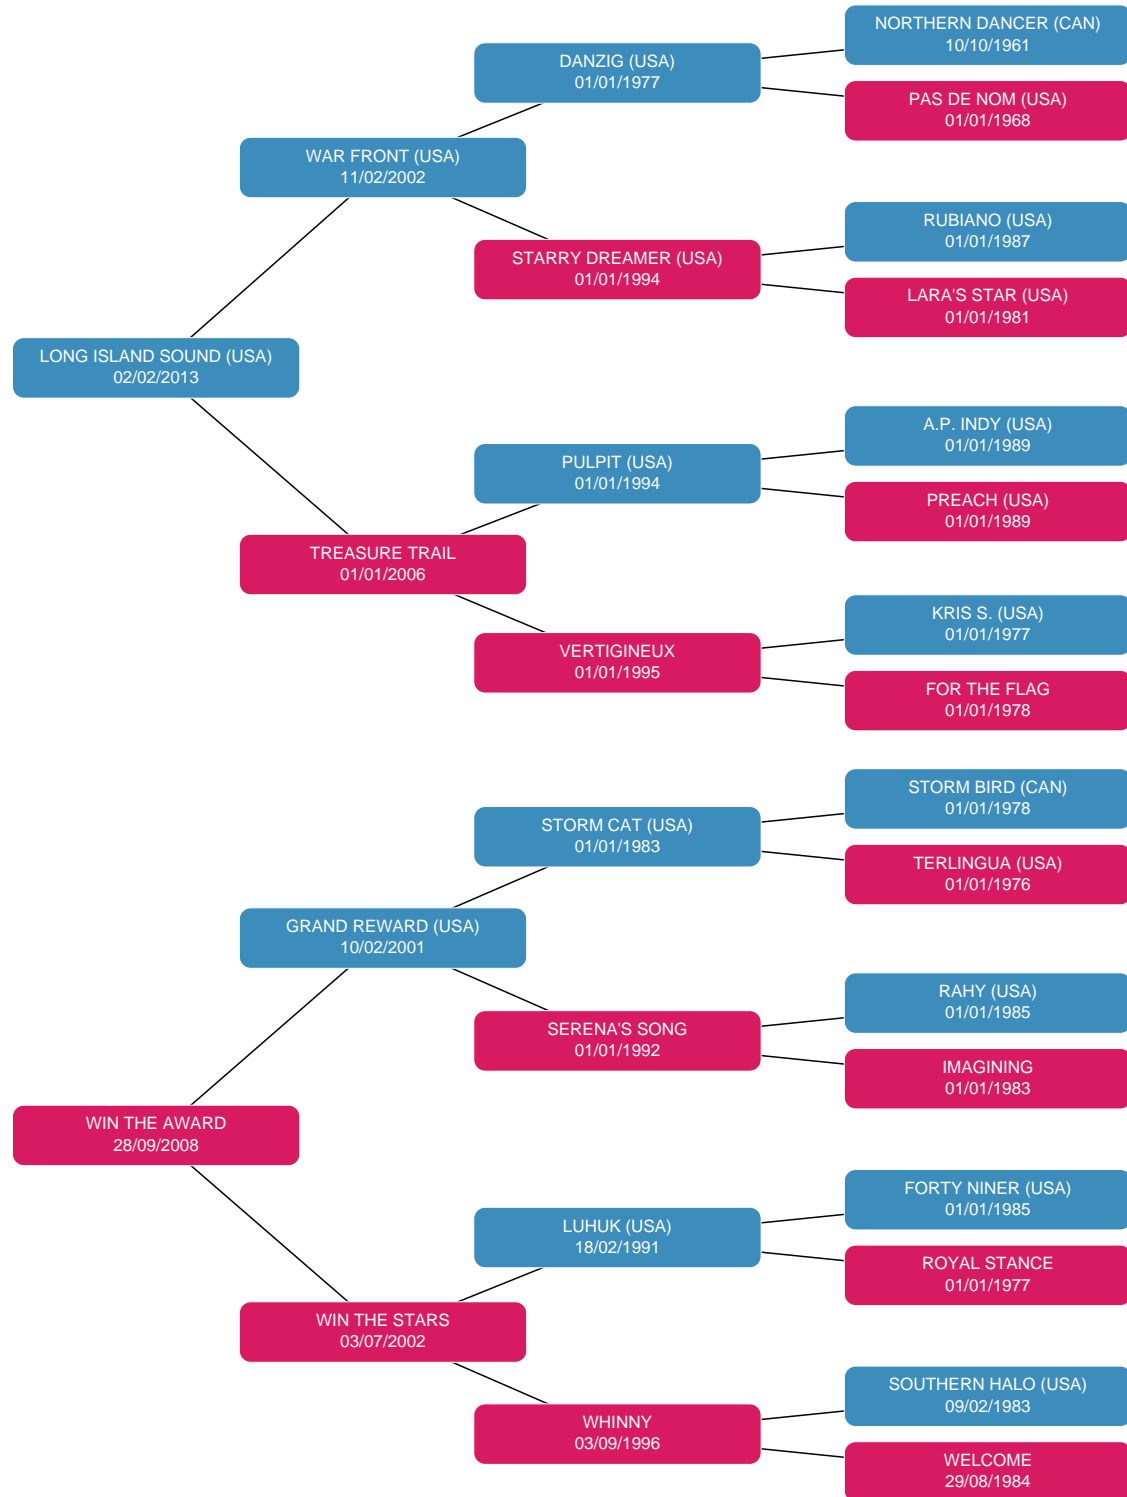 NORTHERN DANCER (CAN)
10/10/1961
DANZIG (USA)
01/01/1977
PAS DE NOM (USA)
01/01/1968
WAR FRONT (USA)
11/02/2002
RUBIANO (USA)
01/01/1987
STARRY DREAMER (USA)
01/01/1994
LARA'S STAR (USA)
01/01/1981
LONG ISLAND SOUND (USA)
02/02/2013
A.P. INDY (USA)
01/01/1989
PULPIT (USA)
01/01/1994
PREACH (USA)
01/01/1989
TREASURE TRAIL
01/01/2006
KRIS S. (USA)
01/01/1977
VERTIGINEUX
01/01/1995
FOR THE FLAG
01/01/1978
STORM BIRD (CAN)
01/01/1978
STORM CAT (USA)
01/01/1983
TERLINGUA (USA)
01/01/1976
GRAND REWARD (USA)
10/02/2001
RAHY (USA)
01/01/1985
SERENA'S SONG
01/01/1992
IMAGINING
01/01/1983
WIN THE AWARD
28/09/2008
FORTY NINER (USA)
01/01/1985
LUHUK (USA)
18/02/1991
ROYAL STANCE
01/01/1977
WIN THE STARS
03/07/2002
SOUTHERN HALO (USA)
09/02/1983
WHINNY
03/09/1996
WELCOME
29/08/1984